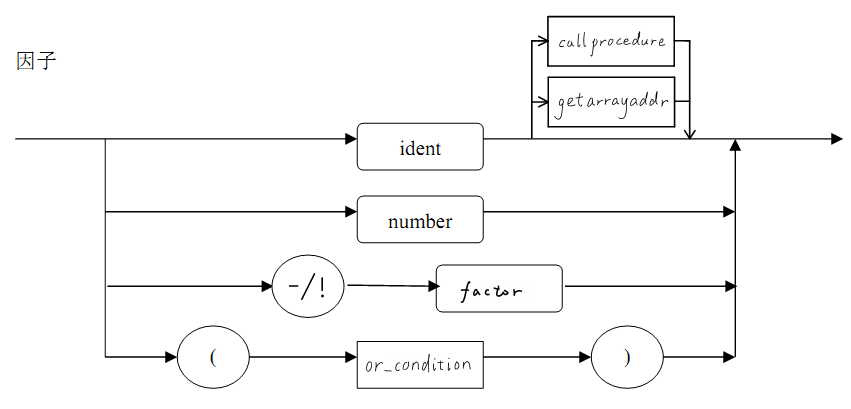 callprocedure
因子
getarrayaddr
ident
number
-/!
factor
(
or_condition
)